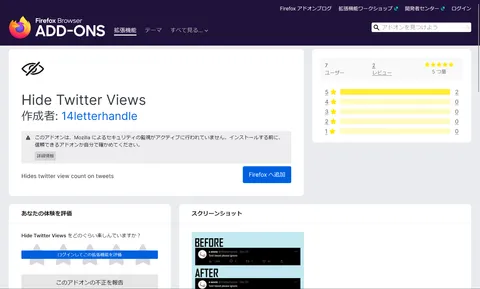 Firefox アドオンブログ 拡張機能ワークショップ 開発者センター ログイン
Firefox Browser
ADD-ONS
拡張機能 テーマ すべて見る...
アドオンを見つけよう
Hide Twitter Views
作成者: 14letterhandle
このアドオンは、Mozilla によるセキュリティの監視がアクティブに行われていません。インストールする前に、
信頼できるアドオンか自分で確かめてください。
詳細情報
Hides twitter view count on tweets
Firefox へ追加
7
ユーザー
2
レビュー
5 つ星
5 2
4 0
3 0
2 0
1 0
あなたの体験を評価
Hide Twitter Views をどのぐらい楽しんでいますか?
ログインしてこの拡張機能を評価
このアドオンの不正を報告
スクリーンショット
BEFORE
AFTER